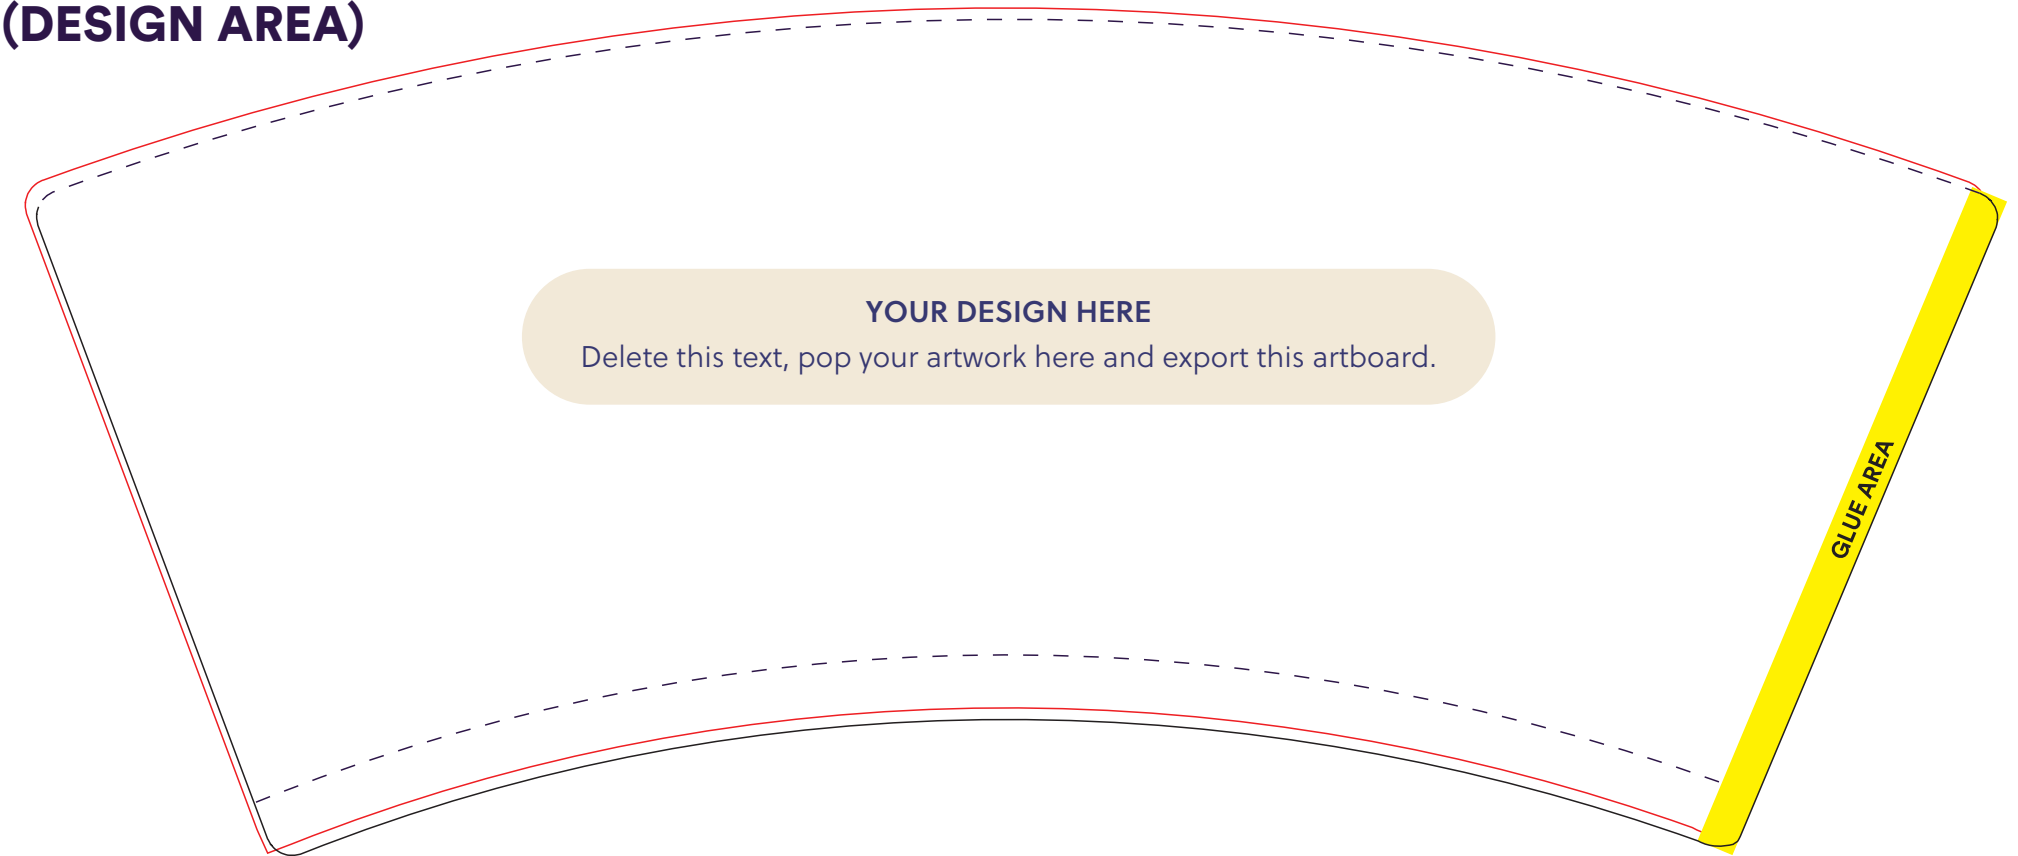 (DESIGN AREA)
YOUR DESIGN HERE
Delete this text, pop your artwork here and export this artboard.
GLUE AREA